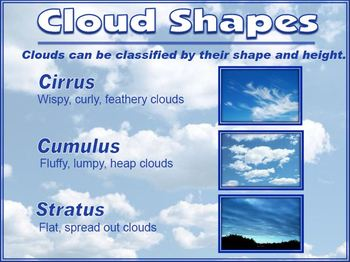 Cloud Shapes
Clouds can be classified by their shape and height.
Cirrus
Wispy, curly, feathery clouds
Cumulus
Fluffy, lumpy, heap clouds
Stratus
Flat, spread out clouds